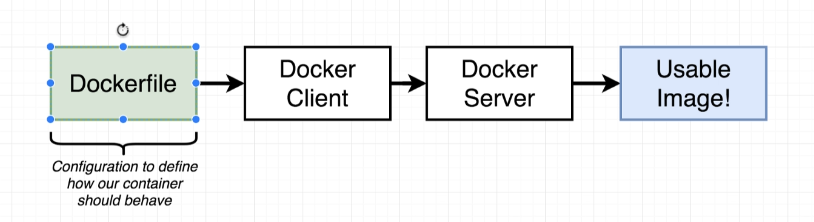 Dockerfile
Docker
Client
Docker
Server
Usable
Image!
Configuration to define
how our container
should behave